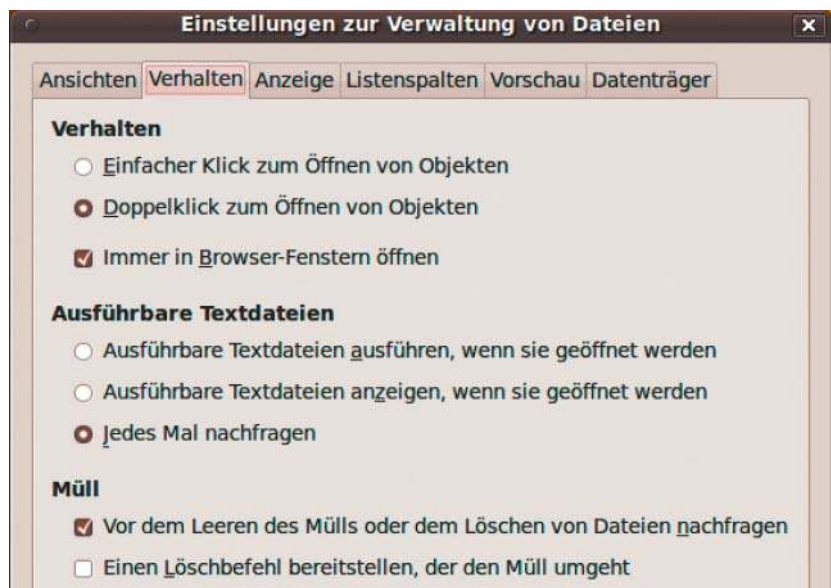 Einstellungen zur Verwaltung von Dateien
Ansichten Verhalten Anzeige Listenspalten Vorschau Datenträger
Verhalten
Einfacher Klick zum Öffnen von Objekten
Doppelklick zum Öffnen von Objekten
Immer in Browser-Fenstern öffnen
Ausführbare Textdateien
Ausführbare Textdateien ausführen, wenn sie geöffnet werden
Ausführbare Textdateien anzeigen, wenn sie geöffnet werden
Jedes Mal nachfragen
Müll
Vor dem Leeren des Mülls oder dem Löschen von Dateien nachfragen
Einen Löschbefehl bereitstellen, der den Müll umgeht